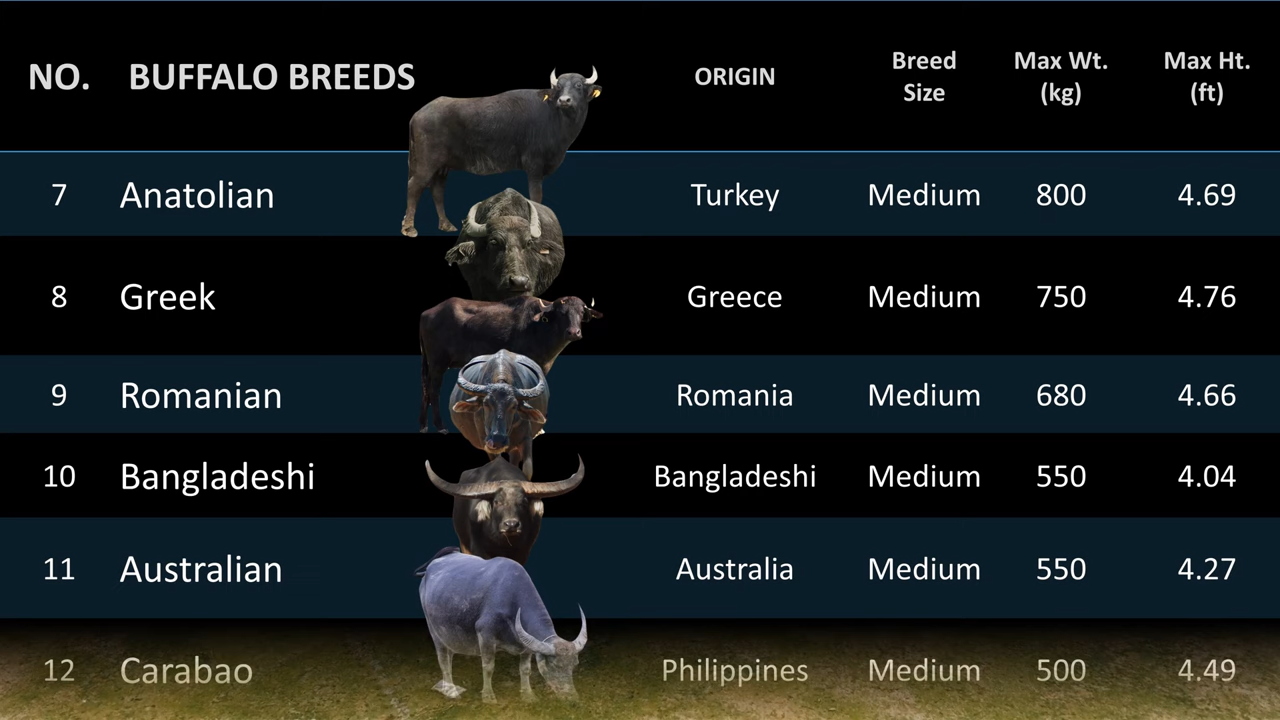 NO. BUFFALO BREEDS ORIGIN Breed Size Max Wt. (kg) Max Ht. (ft)
7 Anatolian Turkey Medium 800 4.69
8 Greek Greece Medium 750 4.76
9 Romanian Romania Medium 680 4.66
10 Bangladeshi Bangladeshi Medium 550 4.04
11 Australian Australia Medium 550 4.27
12 Carabao Philippines Medium 500 4.49